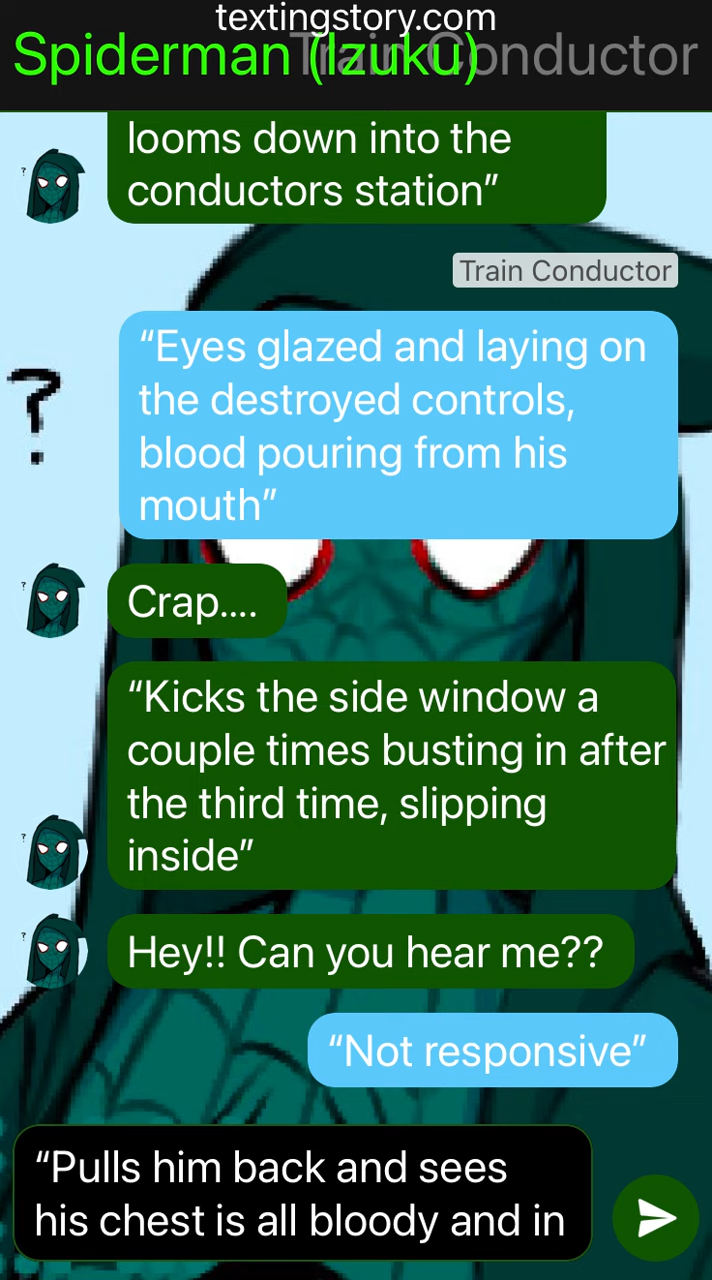 textingstory.com
Spiderman (Izuku)
Train Conductor
looms down into the
conductors station”
Train Conductor
“Eyes glazed and laying on
the destroyed controls,
blood pouring from his
mouth”
?
Crap....
“Kicks the side window a
couple times busting in after
the third time, slipping
inside”
Hey!! Can you hear me??
“Not responsive”
“Pulls him back and sees
his chest is all bloody and in